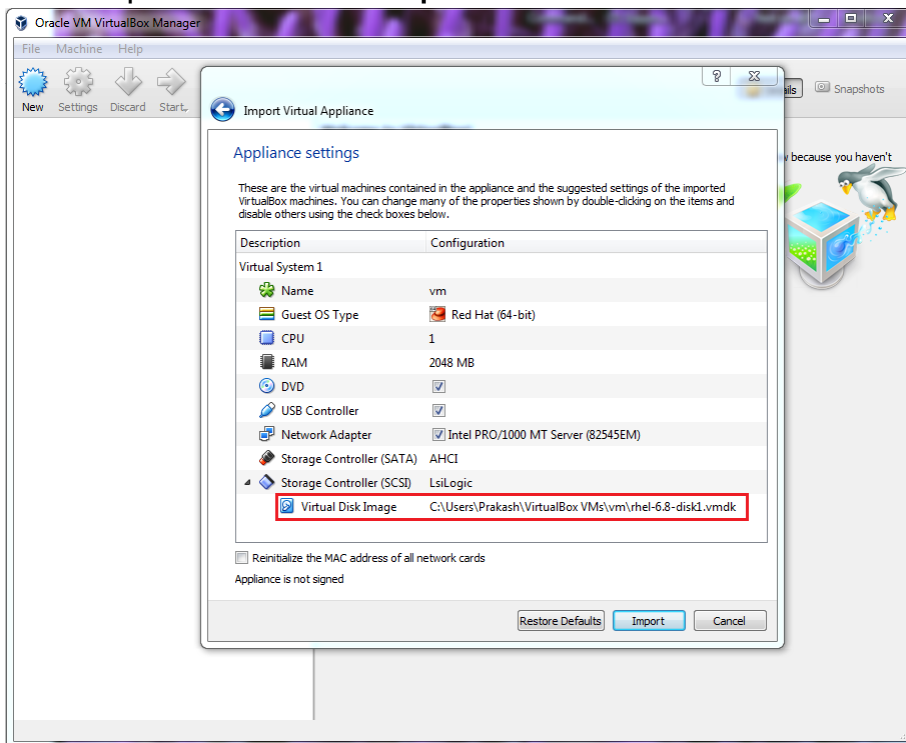 Oracle VM VirtualBox Manager
File Machine Help
New Settings Discard Start
Snapshots
Import Virtual Appliance
because you haven't
Appliance settings
These are the virtual machines contained in the appliance and the suggested settings of the imported
VirtualBox machines. You can change many of the properties shown by double-clicking on the items and
disable others using the check boxes below.
Description Configuration
Virtual System 1
Name vm
Guest OS Type Red Hat (64-bit)
CPU 1
RAM 2048 MB
DVD
USB Controller
Network Adapter Intel PRO/1000 MT Server (82545EM)
Storage Controller (SATA) AHCI
Storage Controller (SCSI) LsiLogic
Virtual Disk Image C:\Users\Prakash\VirtualBox VMs\vm\rhel-6.8-disk1.vmdk
Reinitialize the MAC address of all network cards
Appliance is not signed
Restore Defaults Import Cancel